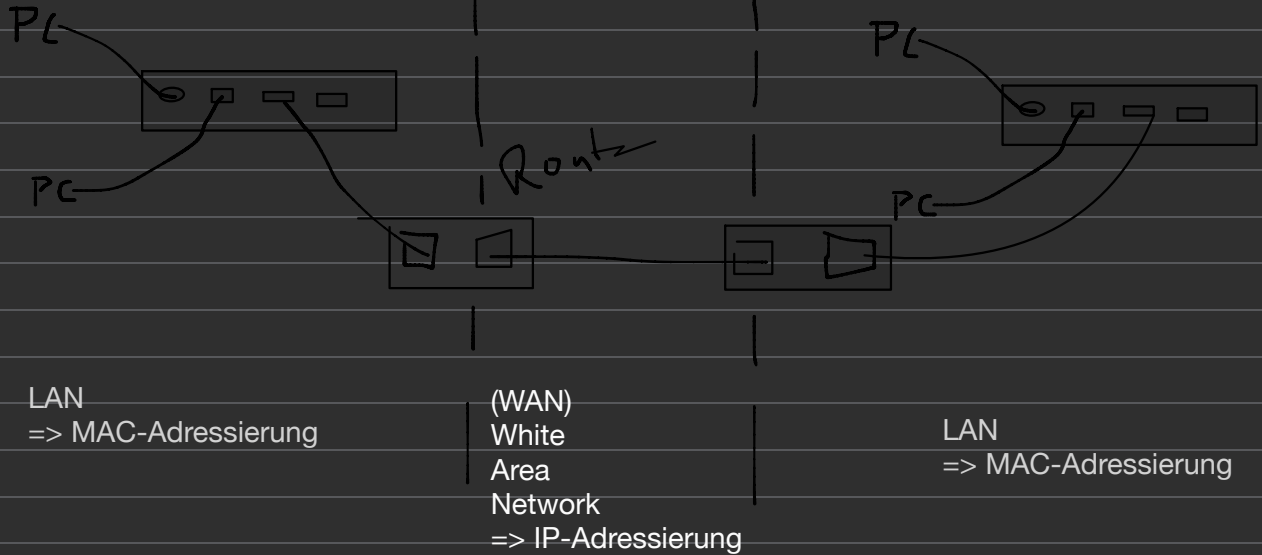 PC
PC
PC
Router
PC
LAN
=> MAC-Adressierung
(WAN)
White
Area
Network
=> IP-Adressierung
LAN
=> MAC-Adressierung